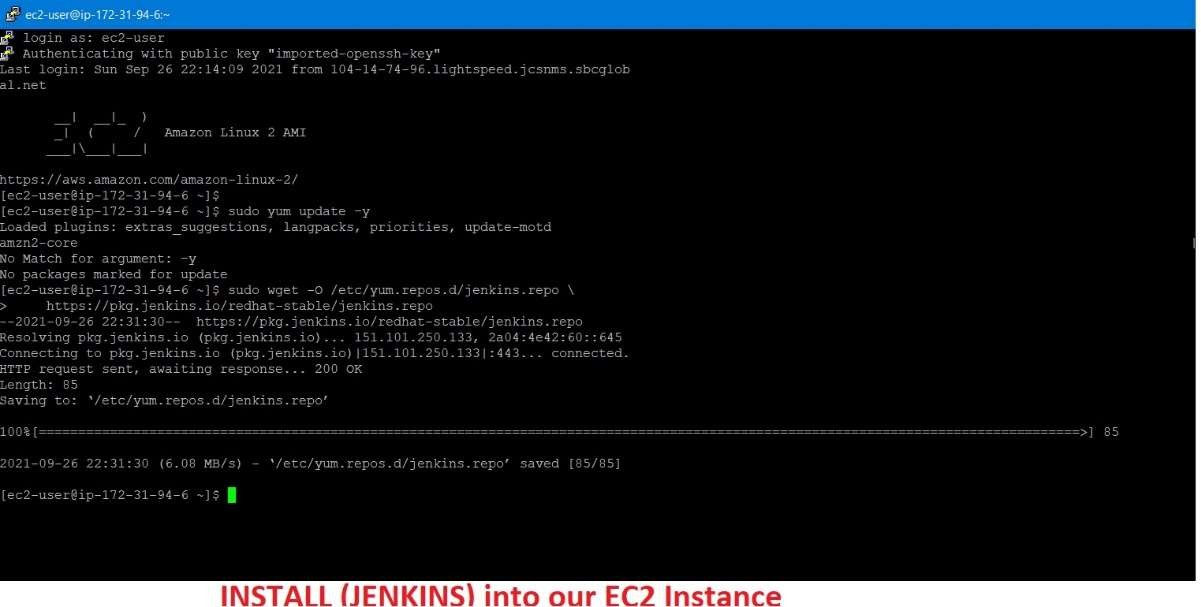 ec2-user@ip-172-31-94-6:~
login as: ec2-user
Authenticating with public key "imported-openssh-key"
Last login: Sun Sep 26 22:14:09 2021 from 104-14-74-96.lightspeed.jcsnms.sbcglob
al.net
__|  __|_  )
_|  (     /   Amazon Linux 2 AMI
___|\___|___|
https://aws.amazon.com/amazon-linux-2/
[ec2-user@ip-172-31-94-6 ~]$
[ec2-user@ip-172-31-94-6 ~]$ sudo yum update –y
Loaded plugins: extras_suggestions, langpacks, priorities, update-motd
amzn2-core
No Match for argument: –y
No packages marked for update
[ec2-user@ip-172-31-94-6 ~]$ sudo wget -O /etc/yum.repos.d/jenkins.repo \
>     https://pkg.jenkins.io/redhat-stable/jenkins.repo
--2021-09-26 22:31:30--  https://pkg.jenkins.io/redhat-stable/jenkins.repo
Resolving pkg.jenkins.io (pkg.jenkins.io)... 151.101.250.133, 2a04:4e42:60::645
Connecting to pkg.jenkins.io (pkg.jenkins.io)|151.101.250.133|:443... connected.
HTTP request sent, awaiting response... 200 OK
Length: 85
Saving to: ‘/etc/yum.repos.d/jenkins.repo’
100%[======================================================================================================================================>] 85
2021-09-26 22:31:30 (6.08 MB/s) - ‘/etc/yum.repos.d/jenkins.repo’ saved [85/85]
[ec2-user@ip-172-31-94-6 ~]$
INSTALL (JENKINS) into our EC2 Instance